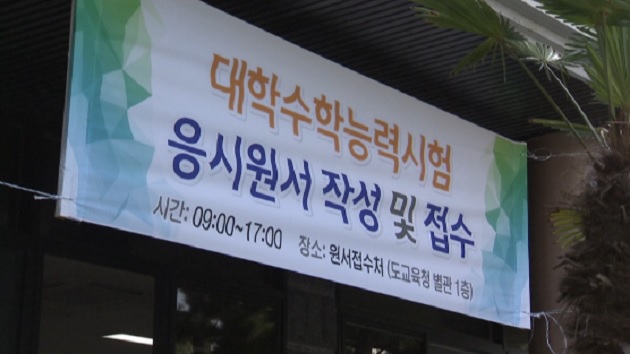 대학수학능력시험
응시원서 작성 및 접수
시간: 09:00~17:00 장소: 원서접수처 (도교육청 별관 1층)